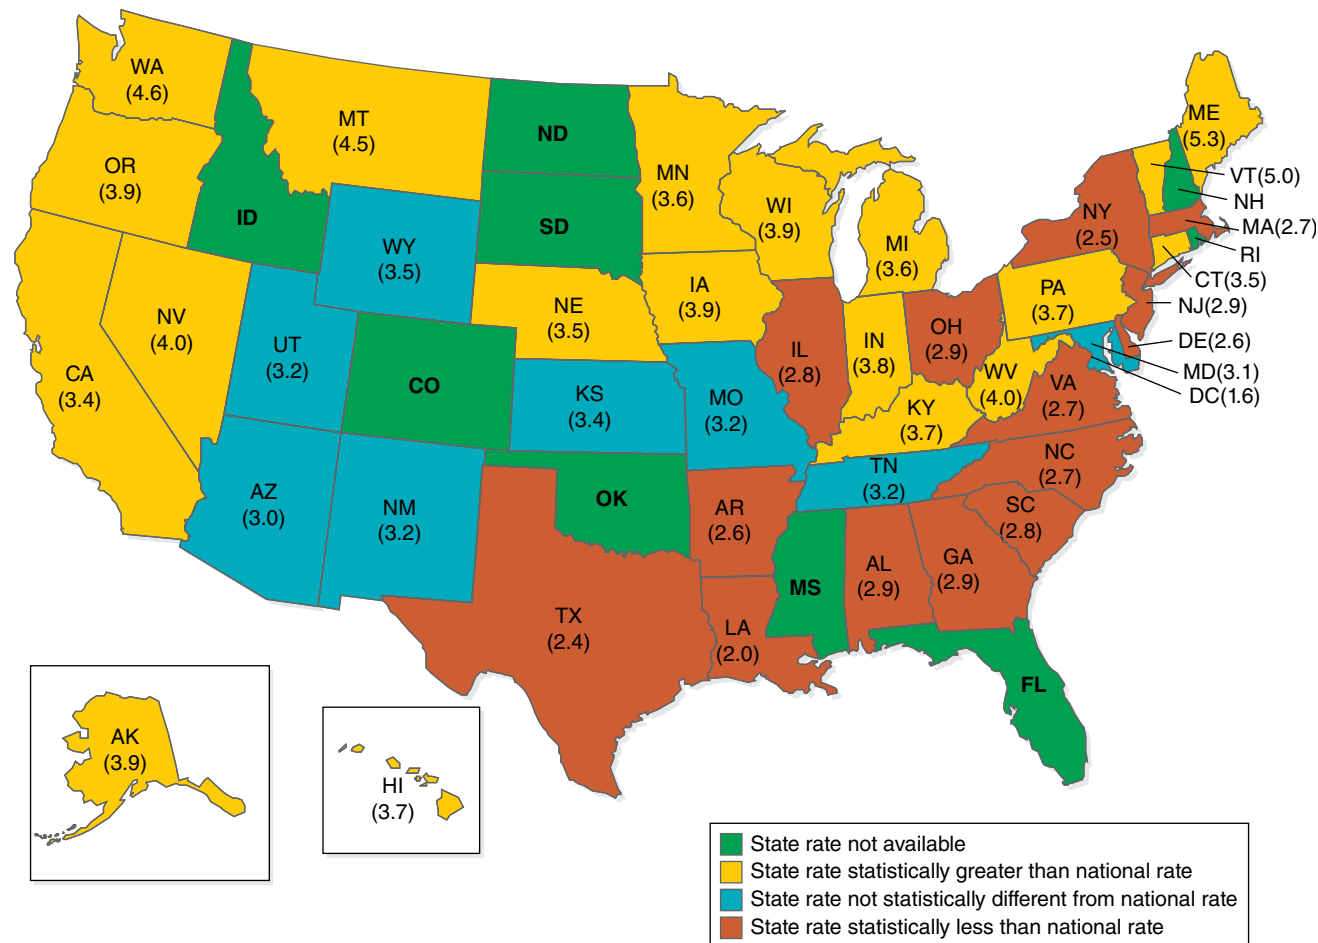 WA
(4.6)
MT
(4.5)
ND
OR
(3.9)
ID
SD
MN
(3.6)
WI
(3.9)
MI
(3.6)
ME
(5.3)
VT(5.0)
NH
MA(2.7)
RI
CT(3.5)
NJ(2.9)
DE(2.6)
MD(3.1)
DC(1.6)
NY
(2.5)
WY
(3.5)
NE
(3.5)
IA
(3.9)
PA
(3.7)
NV
(4.0)
UT
(3.2)
CO
KS
(3.4)
MO
(3.2)
IL
(2.8)
IN
(3.8)
OH
(2.9)
WV
(4.0)
VA
(2.7)
CA
(3.4)
KY
(3.7)
NC
(2.7)
TN
(3.2)
SC
(2.8)
AZ
(3.0)
NM
(3.2)
OK
AR
(2.6)
MS
AL
(2.9)
GA
(2.9)
TX
(2.4)
LA
(2.0)
FL
AK
(3.9)
HI
(3.7)
State rate not available
State rate statistically greater than national rate
State rate not statistically different from national rate
State rate statistically less than national rate